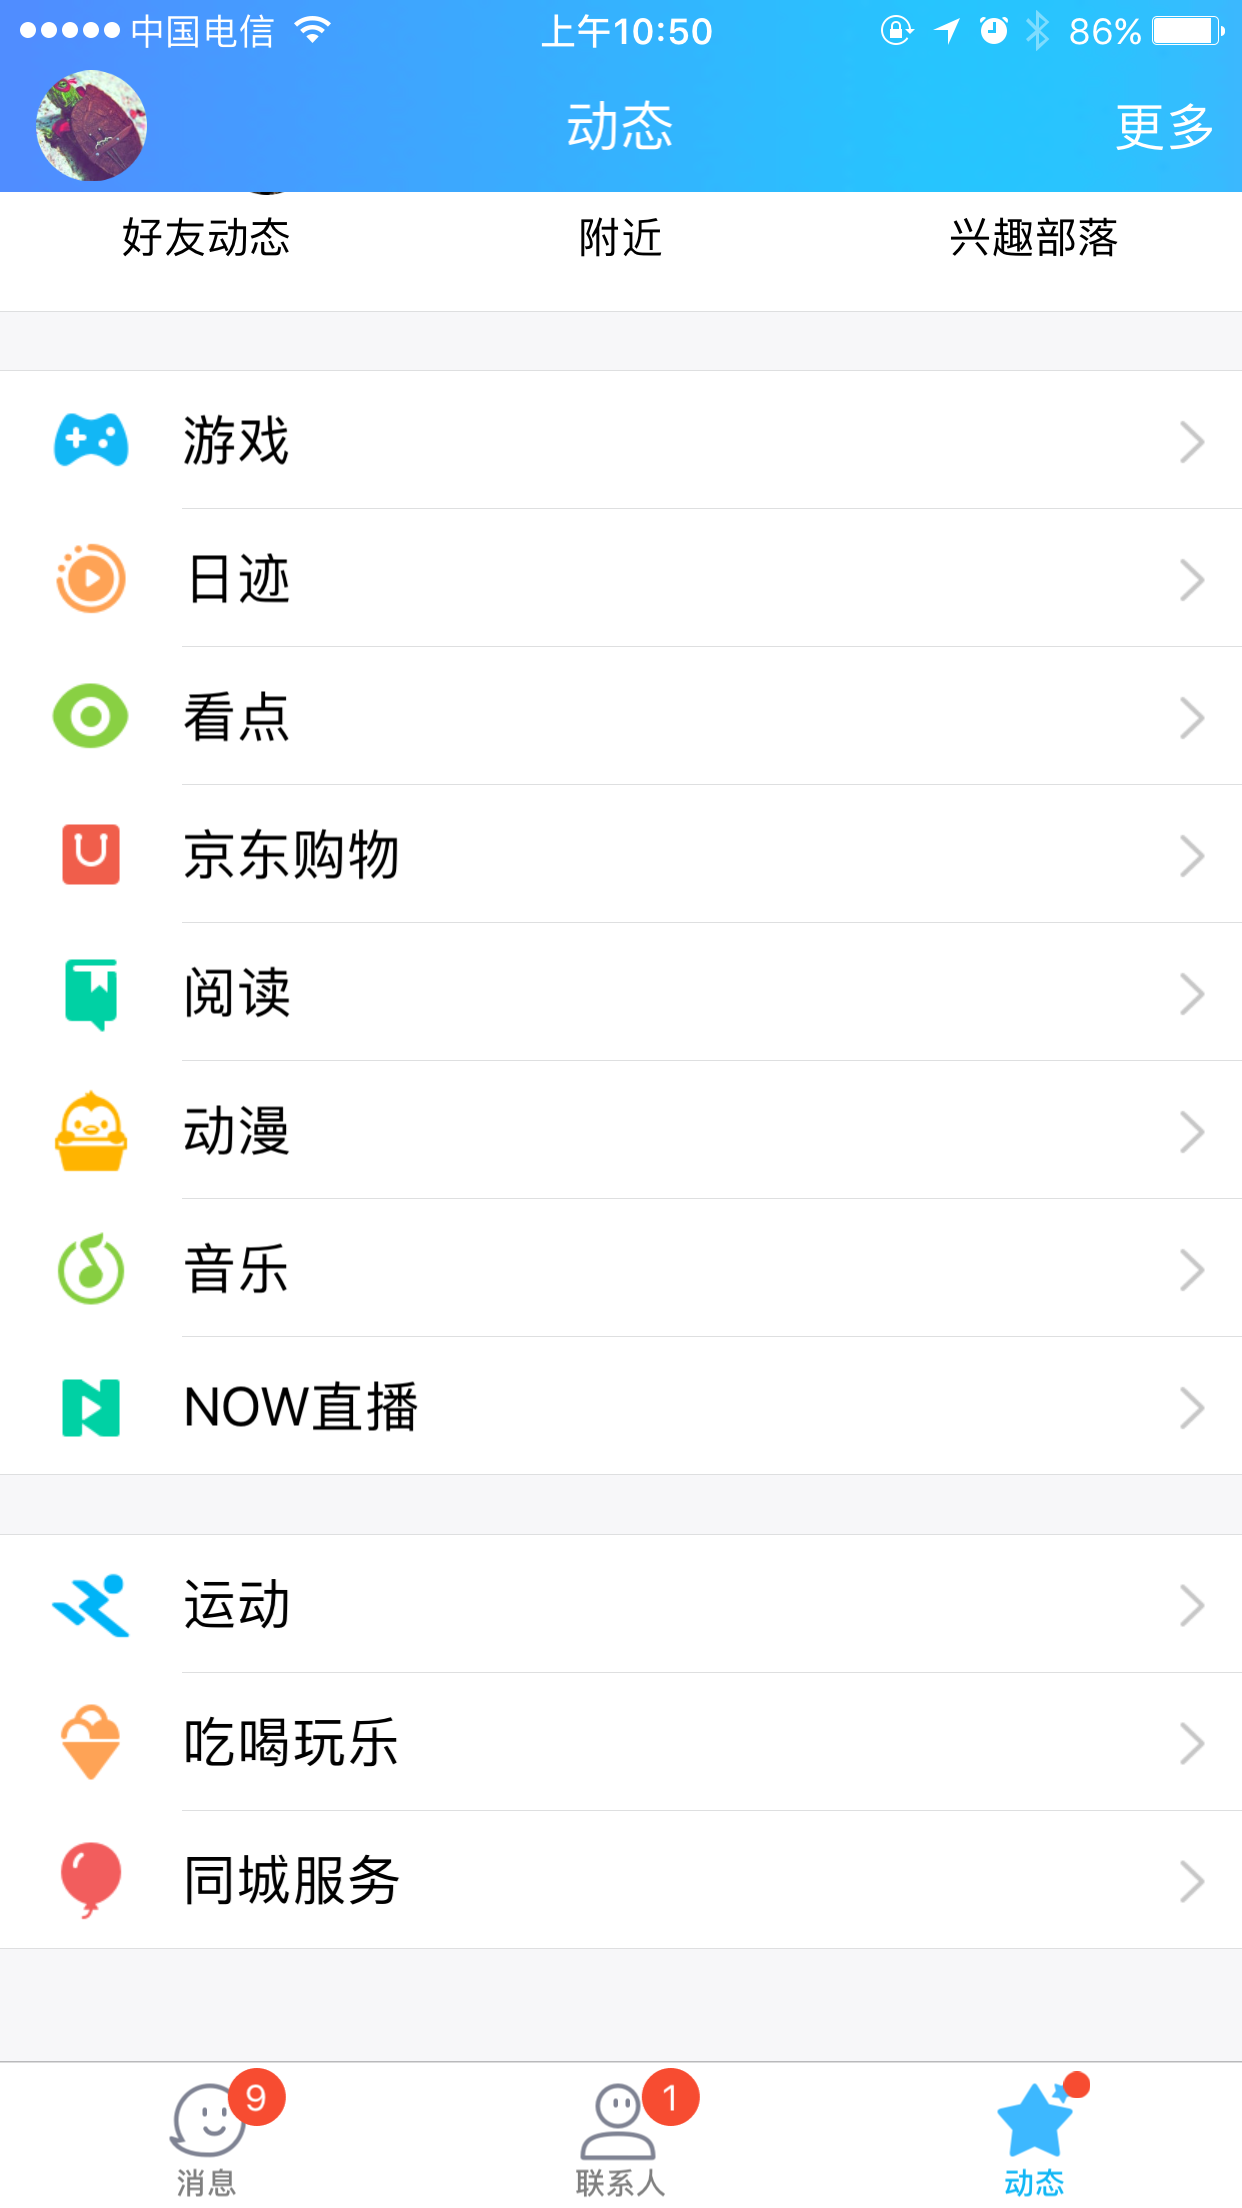 中国电信 上午10:50 86%
动态 更多
好友动态 附近 兴趣部落
游戏
日迹
看点
京东购物
阅读
动漫
音乐
NOW直播
运动
吃喝玩乐
同城服务
9 1
消息 联系人 动态